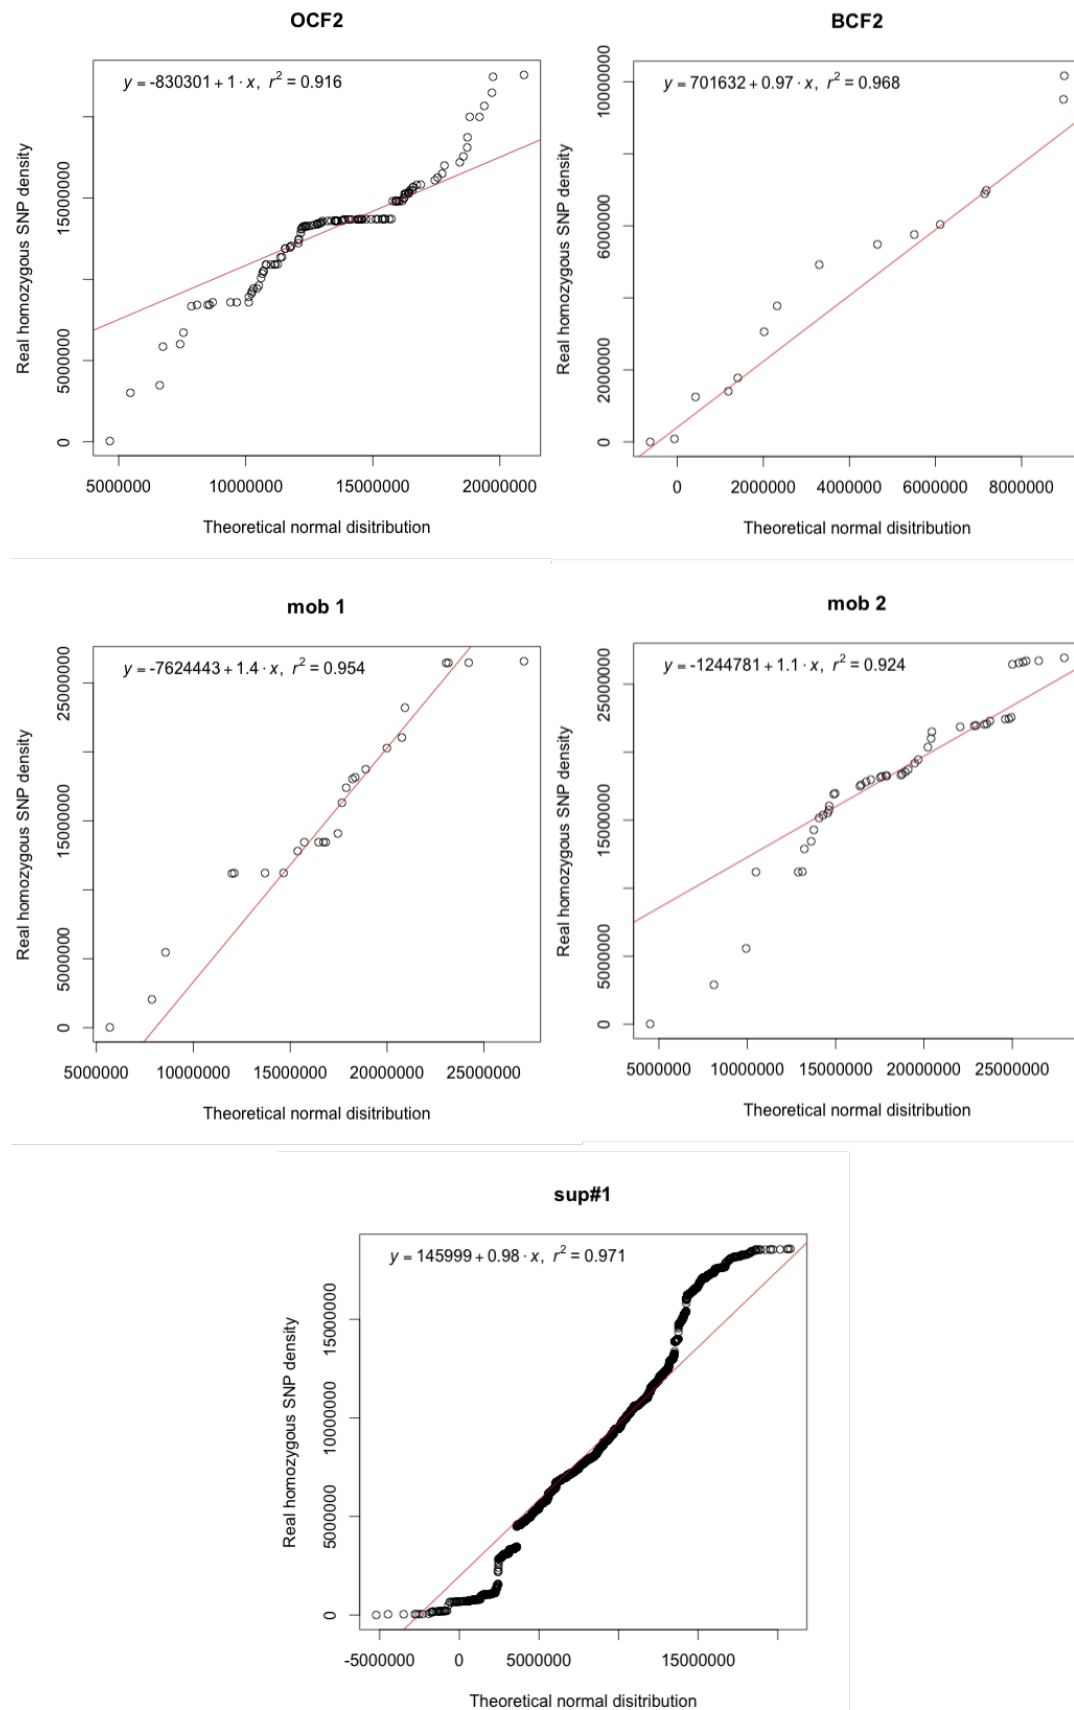 OCF2
y = -830301 + 1 · x, r² = 0.916
Real homozygous SNP density
0 5000000 15000000
5000000 10000000 15000000 20000000
Theoretical normal disitribution
BCF2
y = 701632 + 0.97 · x, r² = 0.968
Real homozygous SNP density
0 2000000 6000000 10000000
0 2000000 4000000 6000000 8000000
Theoretical normal disitribution
mob 1
y = -7624443 + 1.4 · x, r² = 0.954
Real homozygous SNP density
0 5000000 15000000 25000000
5000000 10000000 15000000 20000000 25000000
Theoretical normal disitribution
mob 2
y = -1244781 + 1.1 · x, r² = 0.924
Real homozygous SNP density
0 5000000 15000000 25000000
5000000 10000000 15000000 20000000 25000000
Theoretical normal disitribution
sup#1
y = 145999 + 0.98 · x, r² = 0.971
Real homozygous SNP density
0 5000000 10000000 15000000
-5000000 0 5000000 15000000
Theoretical normal disitribution